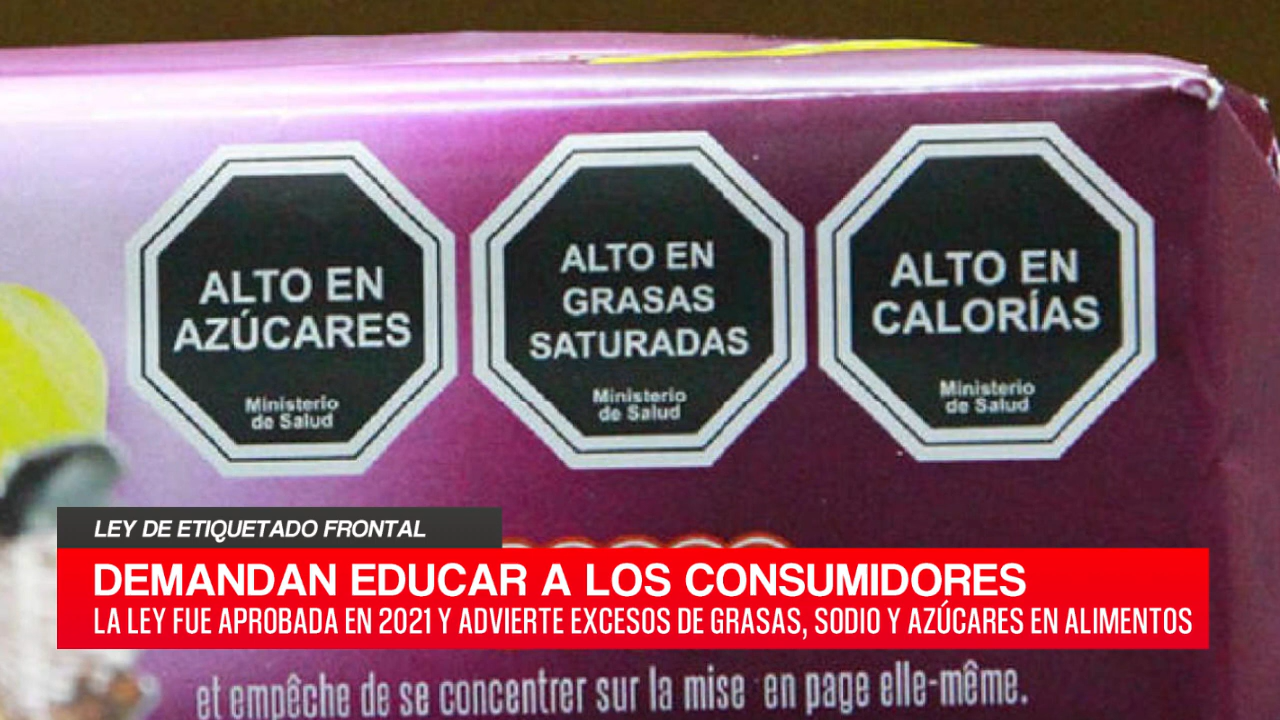 ALTO EN
AZÚCARES
Ministerio
de Salud
ALTO EN
GRASAS
SATURADAS
Ministerio
de Salud
ALTO EN
CALORÍAS
Ministerio
de Salud
LEY DE ETIQUETADO FRONTAL
DEMANDAN EDUCAR A LOS CONSUMIDORES
LA LEY FUE APROBADA EN 2021 Y ADVIERTE EXCESOS DE GRASAS, SODIO Y AZÚCARES EN ALIMENTOS
et empêche de se concentrer sur la mise en page elle-même.